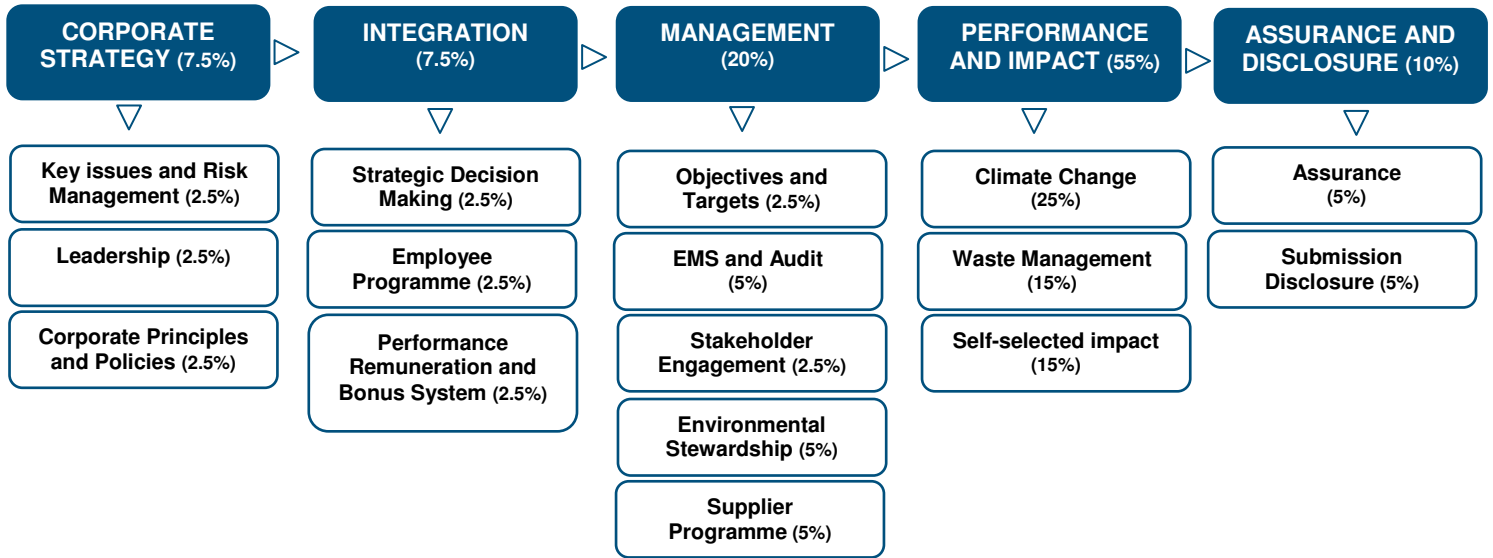 CORPORATE
STRATEGY (7.5%)
Key issues and Risk
Management (2.5%)
Leadership (2.5%)
Corporate Principles
and Policies (2.5%)
INTEGRATION
(7.5%)
Strategic Decision
Making (2.5%)
Employee
Programme (2.5%)
Performance
Remuneration and
Bonus System (2.5%)
MANAGEMENT
(20%)
Objectives and
Targets (2.5%)
EMS and Audit
(5%)
Stakeholder
Engagement (2.5%)
Environmental
Stewardship (5%)
Supplier
Programme (5%)
PERFORMANCE
AND IMPACT (55%)
Climate Change
(25%)
Waste Management
(15%)
Self-selected impact
(15%)
ASSURANCE AND
DISCLOSURE (10%)
Assurance
(5%)
Submission
Disclosure (5%)